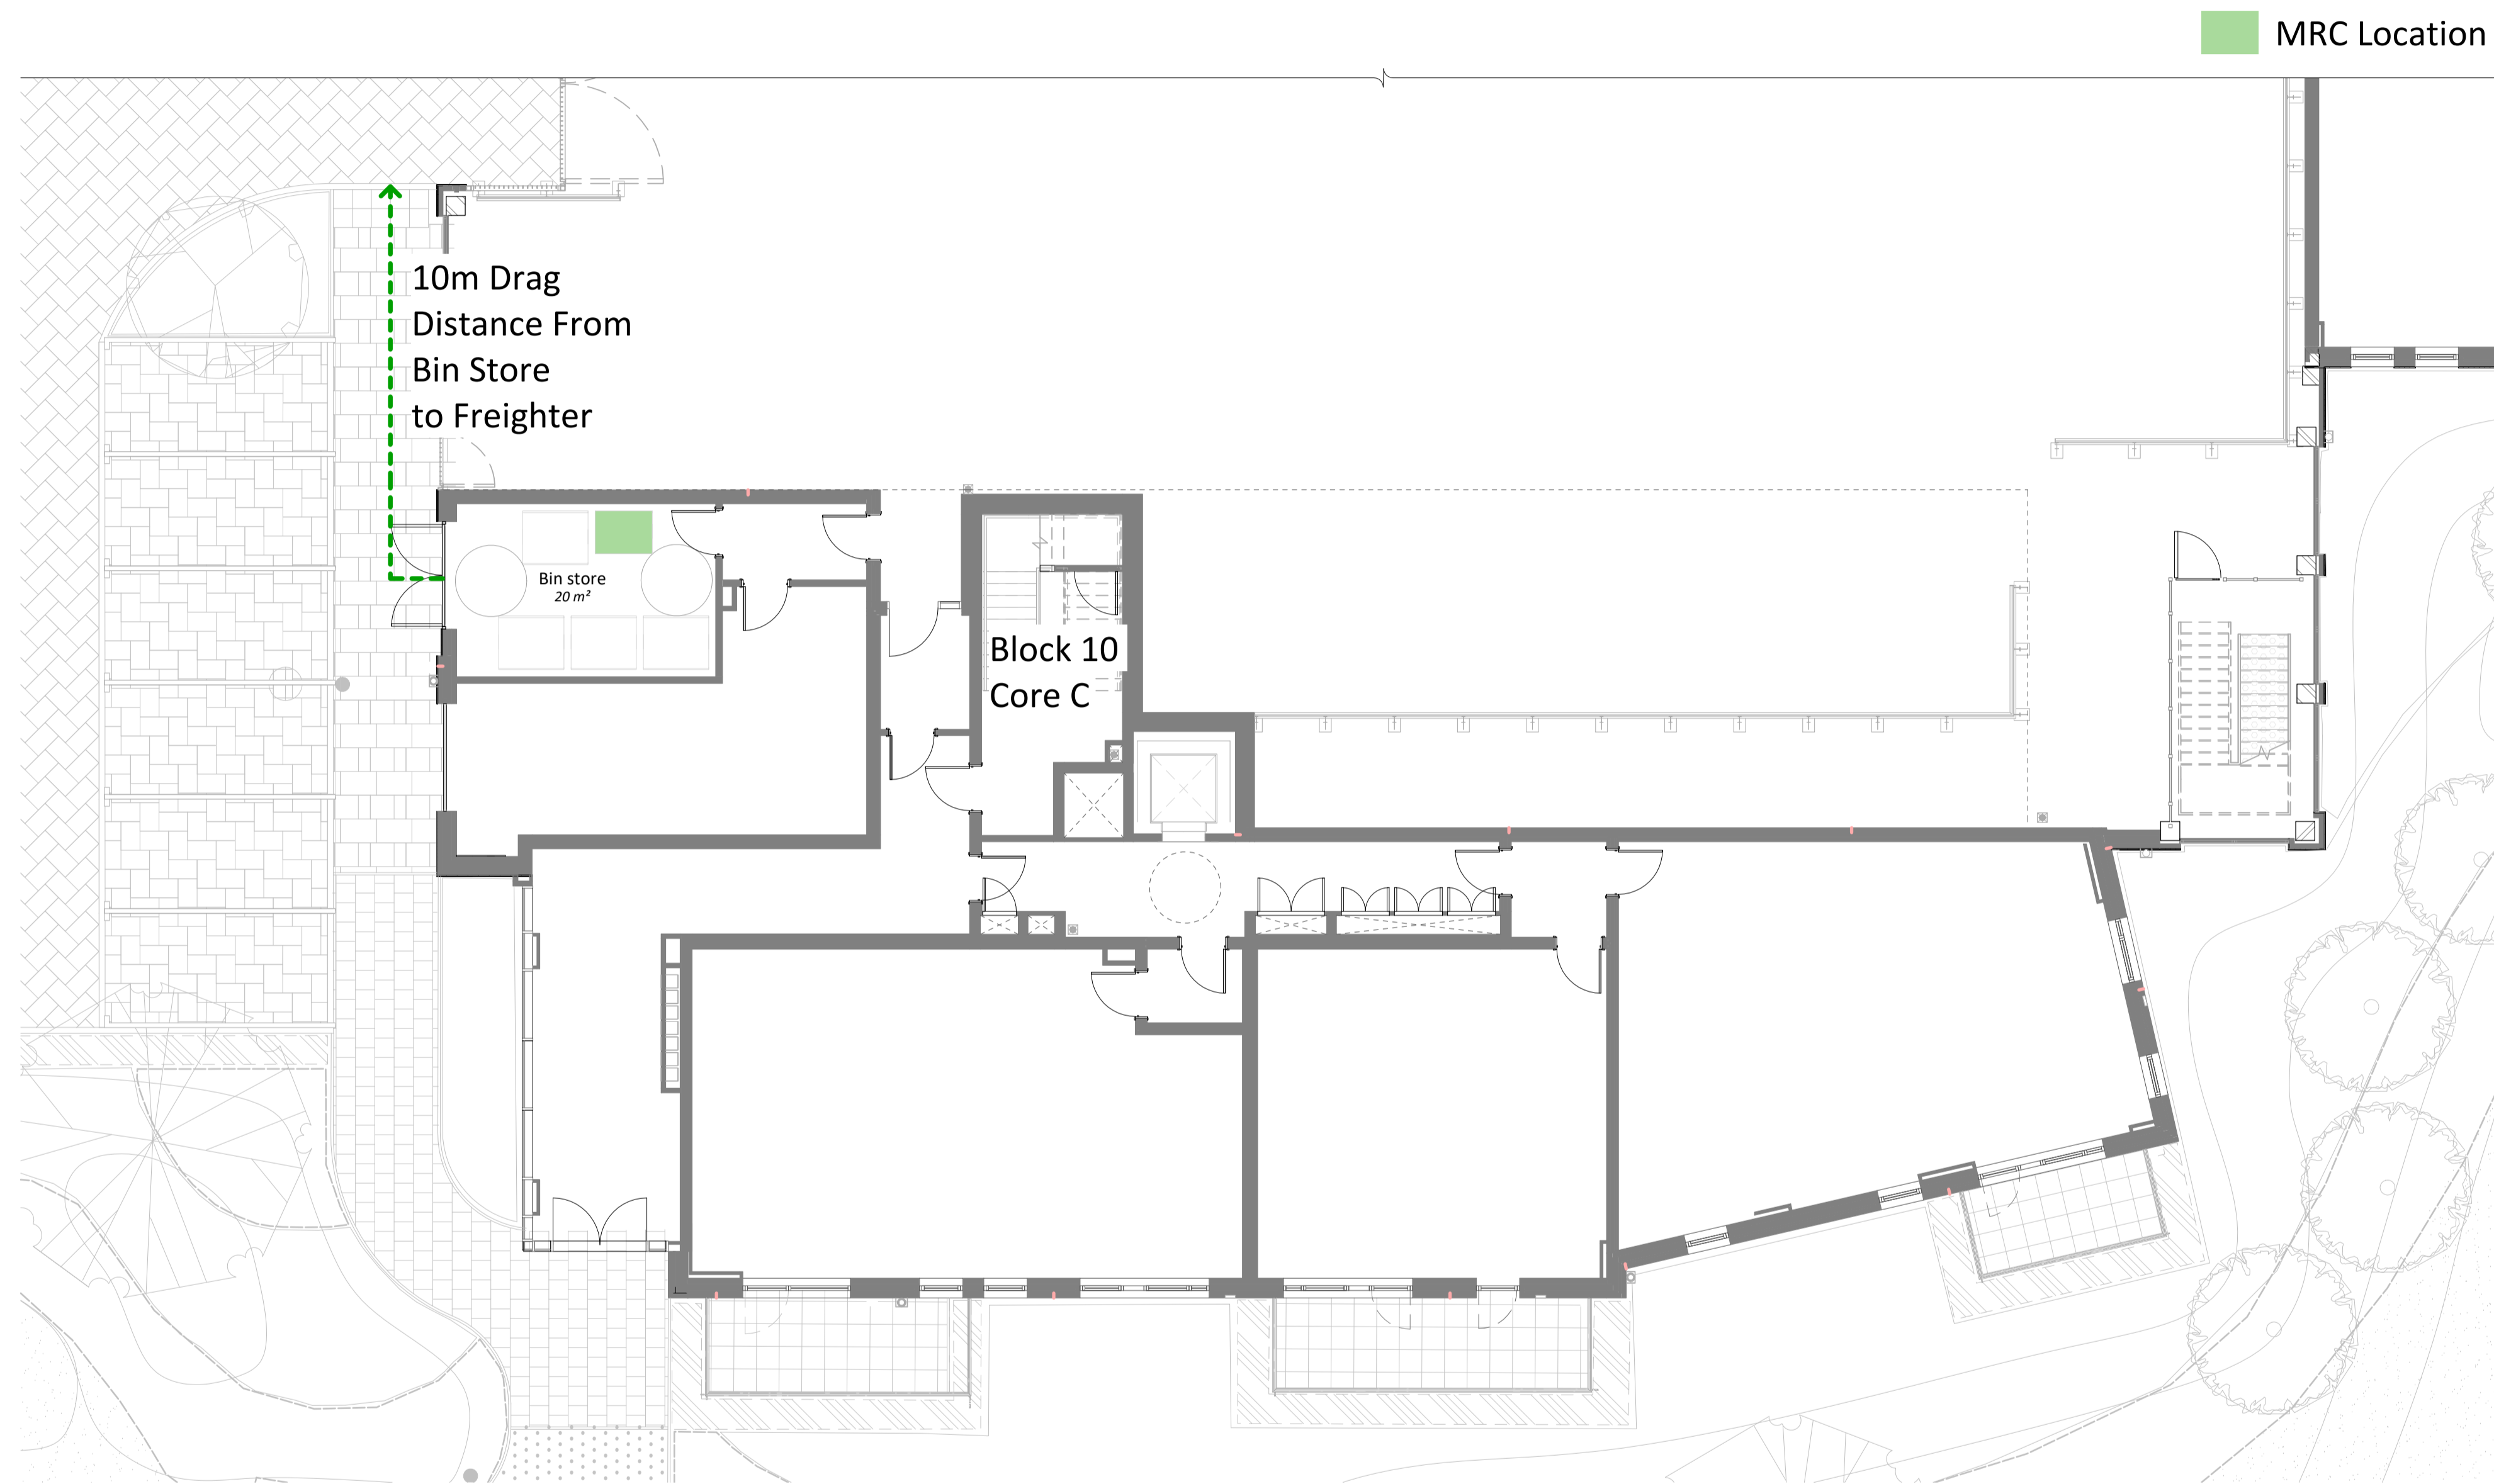 MRC Location
10m Drag
Distance From
Bin Store
to Freighter
Bin store
20 m²
Block 10
Core C